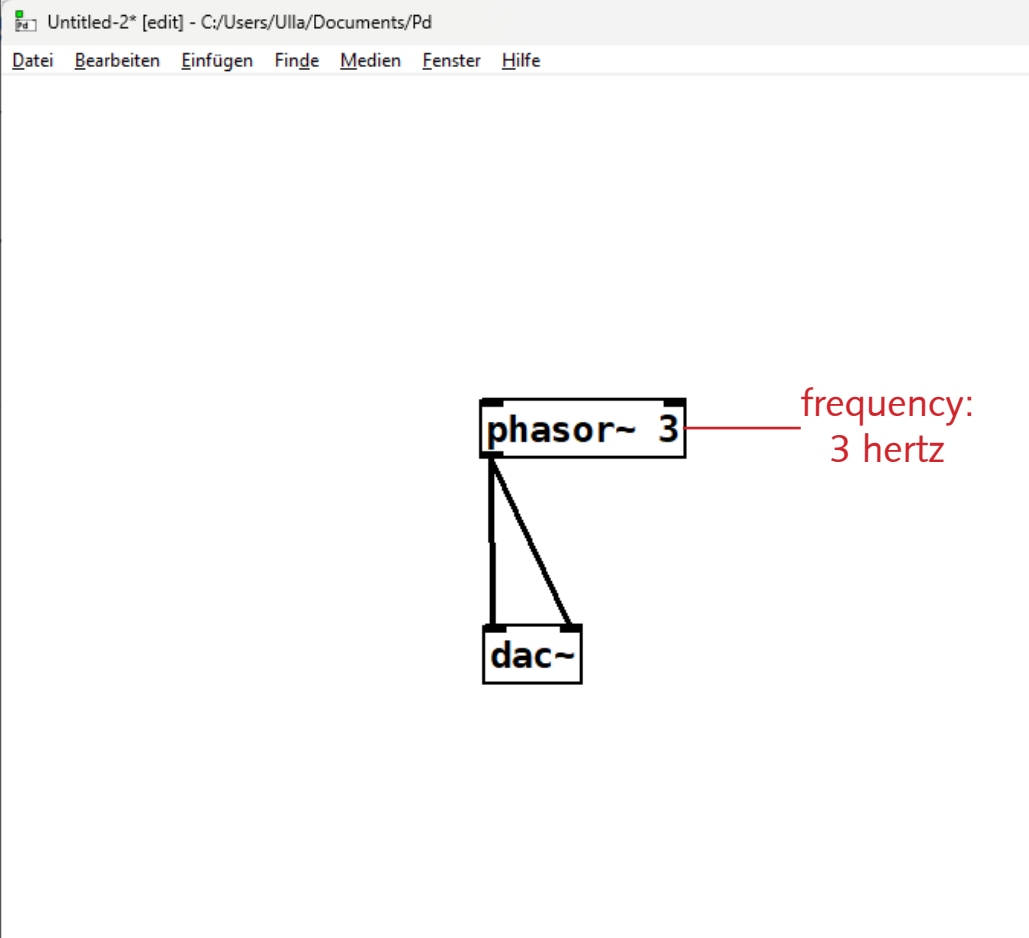 Untitled-2* [edit] - C:/Users/Ulla/Documents/Pd
Datei Bearbeiten Einfügen Finde Medien Fenster Hilfe
phasor~ 3
frequency:
3 hertz
dac~